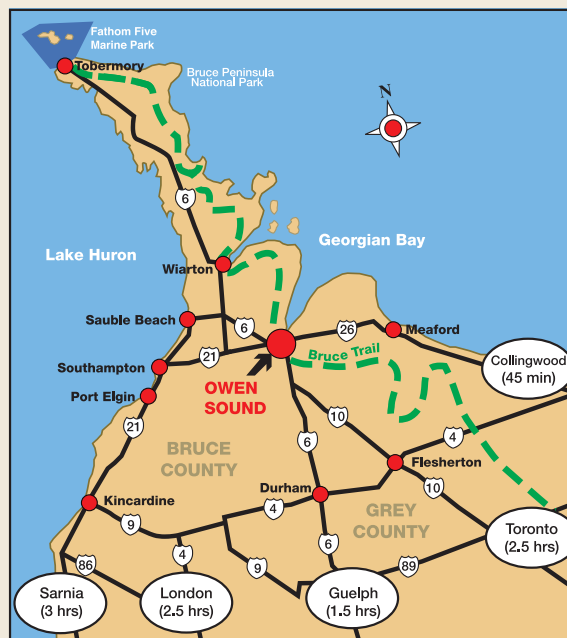 Fathom Five
Marine Park
Tobermory
Bruce Peninsula
National Park
N
6
Lake Huron
Georgian Bay
Wiarton
Sauble Beach
6
26
Meaford
21
Southampton
Bruce Trail
Collingwood
(45 min)
OWEN
SOUND
Port Elgin
21
10
4
BRUCE
COUNTY
6
Flesherton
Durham
10
Kincardine
4
GREY
COUNTY
9
Toronto
(2.5 hrs)
4
6
86
9
89
Sarnia
(3 hrs)
London
(2.5 hrs)
Guelph
(1.5 hrs)